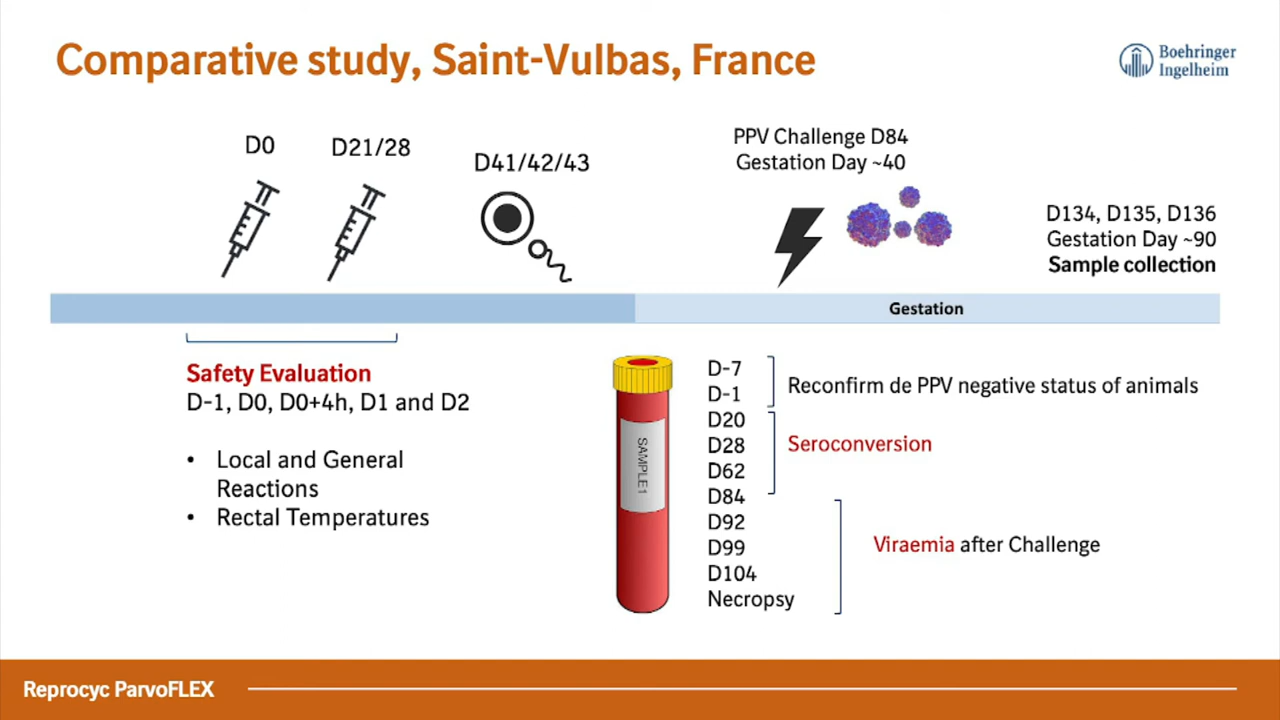 Comparative study, Saint-Vulbas, France
Boehringer
Ingelheim
D0
D21/28
D41/42/43
PPV Challenge D84
Gestation Day ~40
D134, D135, D136
Gestation Day ~90
Sample collection
Gestation
Safety Evaluation
D-1, D0, D0+4h, D1 and D2
• Local and General
Reactions
• Rectal Temperatures
SAMPLE1
D-7
D-1
D20
D28
D62
D84
D92
D99
D104
Necropsy
Reconfirm de PPV negative status of animals
Seroconversion
Viraemia after Challenge
Reprocyc ParvoFLEX